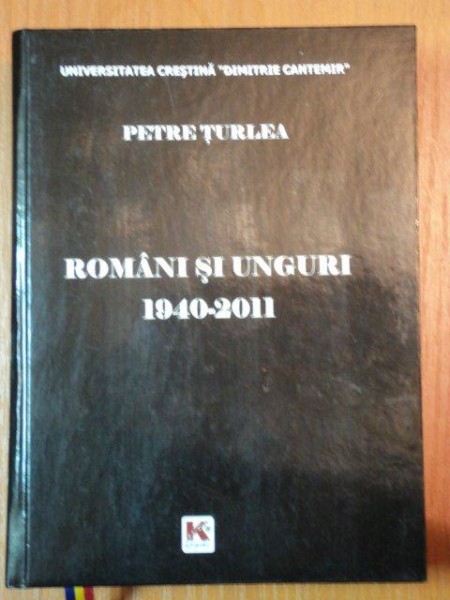 UNIVERSITATEA CREȘTINĂ "DIMITRIE CANTEMIR"
PETRE ȚURLEA
ROMÂNI ȘI UNGURI
1940-2011
K